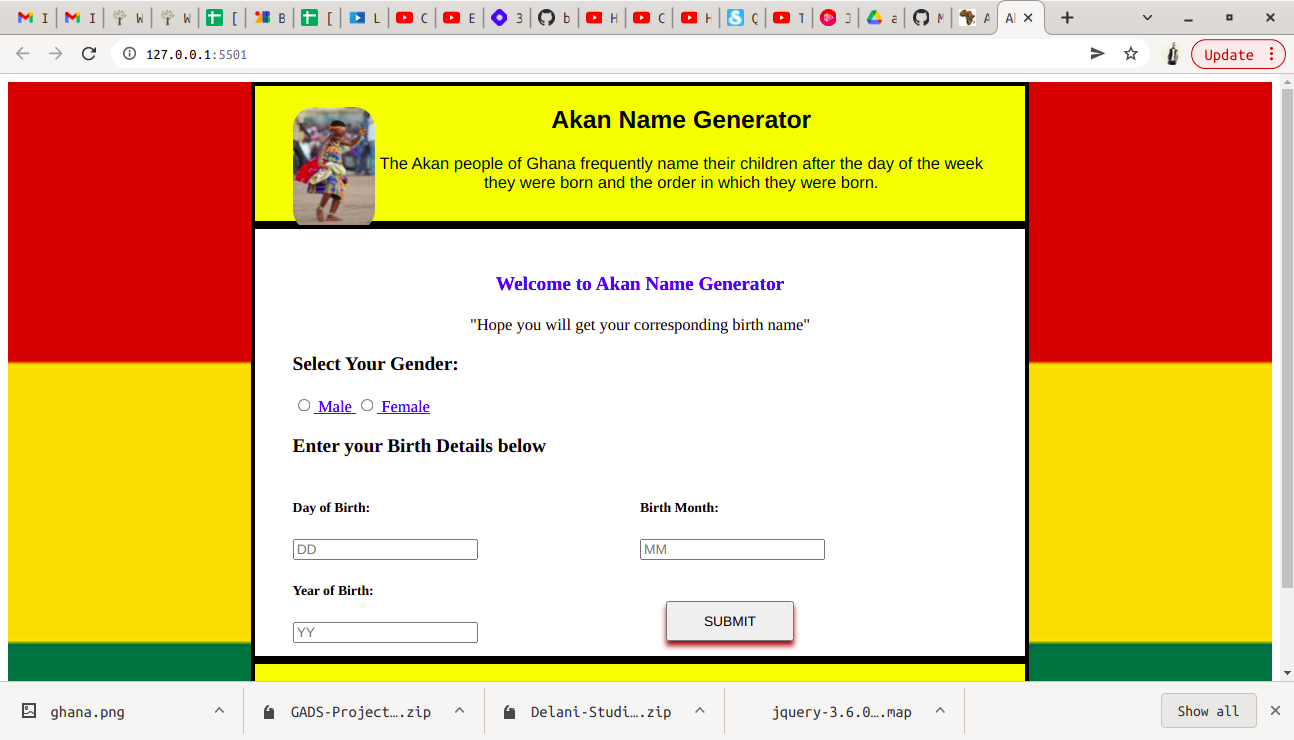 I I W W [ B [ L C E 3 b H C H Q T J a M A Al
127.0.0.1:5501 Update
Akan Name Generator
The Akan people of Ghana frequently name their children after the day of the week
they were born and the order in which they were born.
Welcome to Akan Name Generator
"Hope you will get your corresponding birth name"
Select Your Gender:
Male Female
Enter your Birth Details below
Day of Birth: Birth Month:
DD MM
Year of Birth:
YY SUBMIT
ghana.png GADS-Project….zip Delani-Studi….zip jquery-3.6.0….map Show all